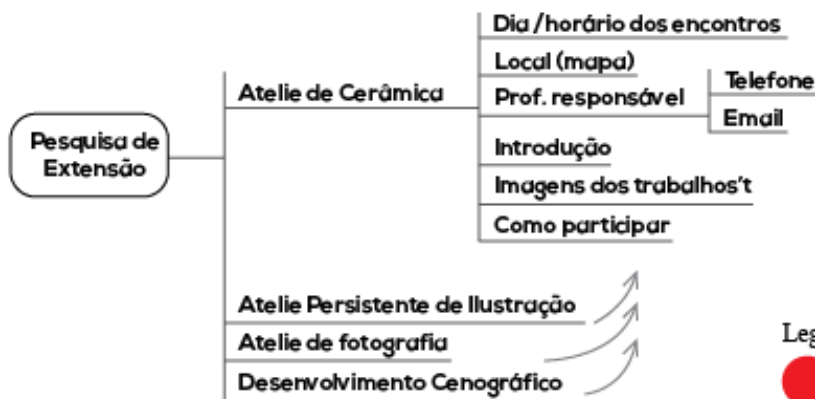 Pesquisa de
Extensão
Atelie de Cerâmica
Dia /horário dos encontros
Local (mapa)
Prof. responsável
Telefone
Email
Introdução
Imagens dos trabalhos't
Como participar
Atelie Persistente de Ilustração
Atelie de fotografia
Desenvolvimento Cenográfico
Leg